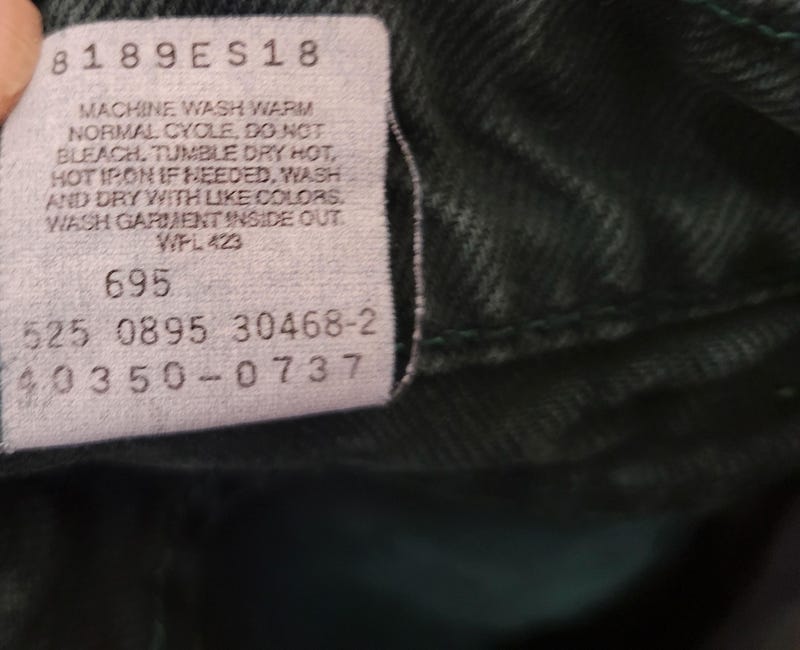 8189ES18
MACHINE WASH WARM
NORMAL CYCLE, DO NOT
BLEACH. TUMBLE DRY HOT,
HOT IRON IF NEEDED. WASH
AND DRY WITH LIKE COLORS.
WASH GARMENT INSIDE OUT.
WPL 423
695
525 0895 30468-2
40350-0737